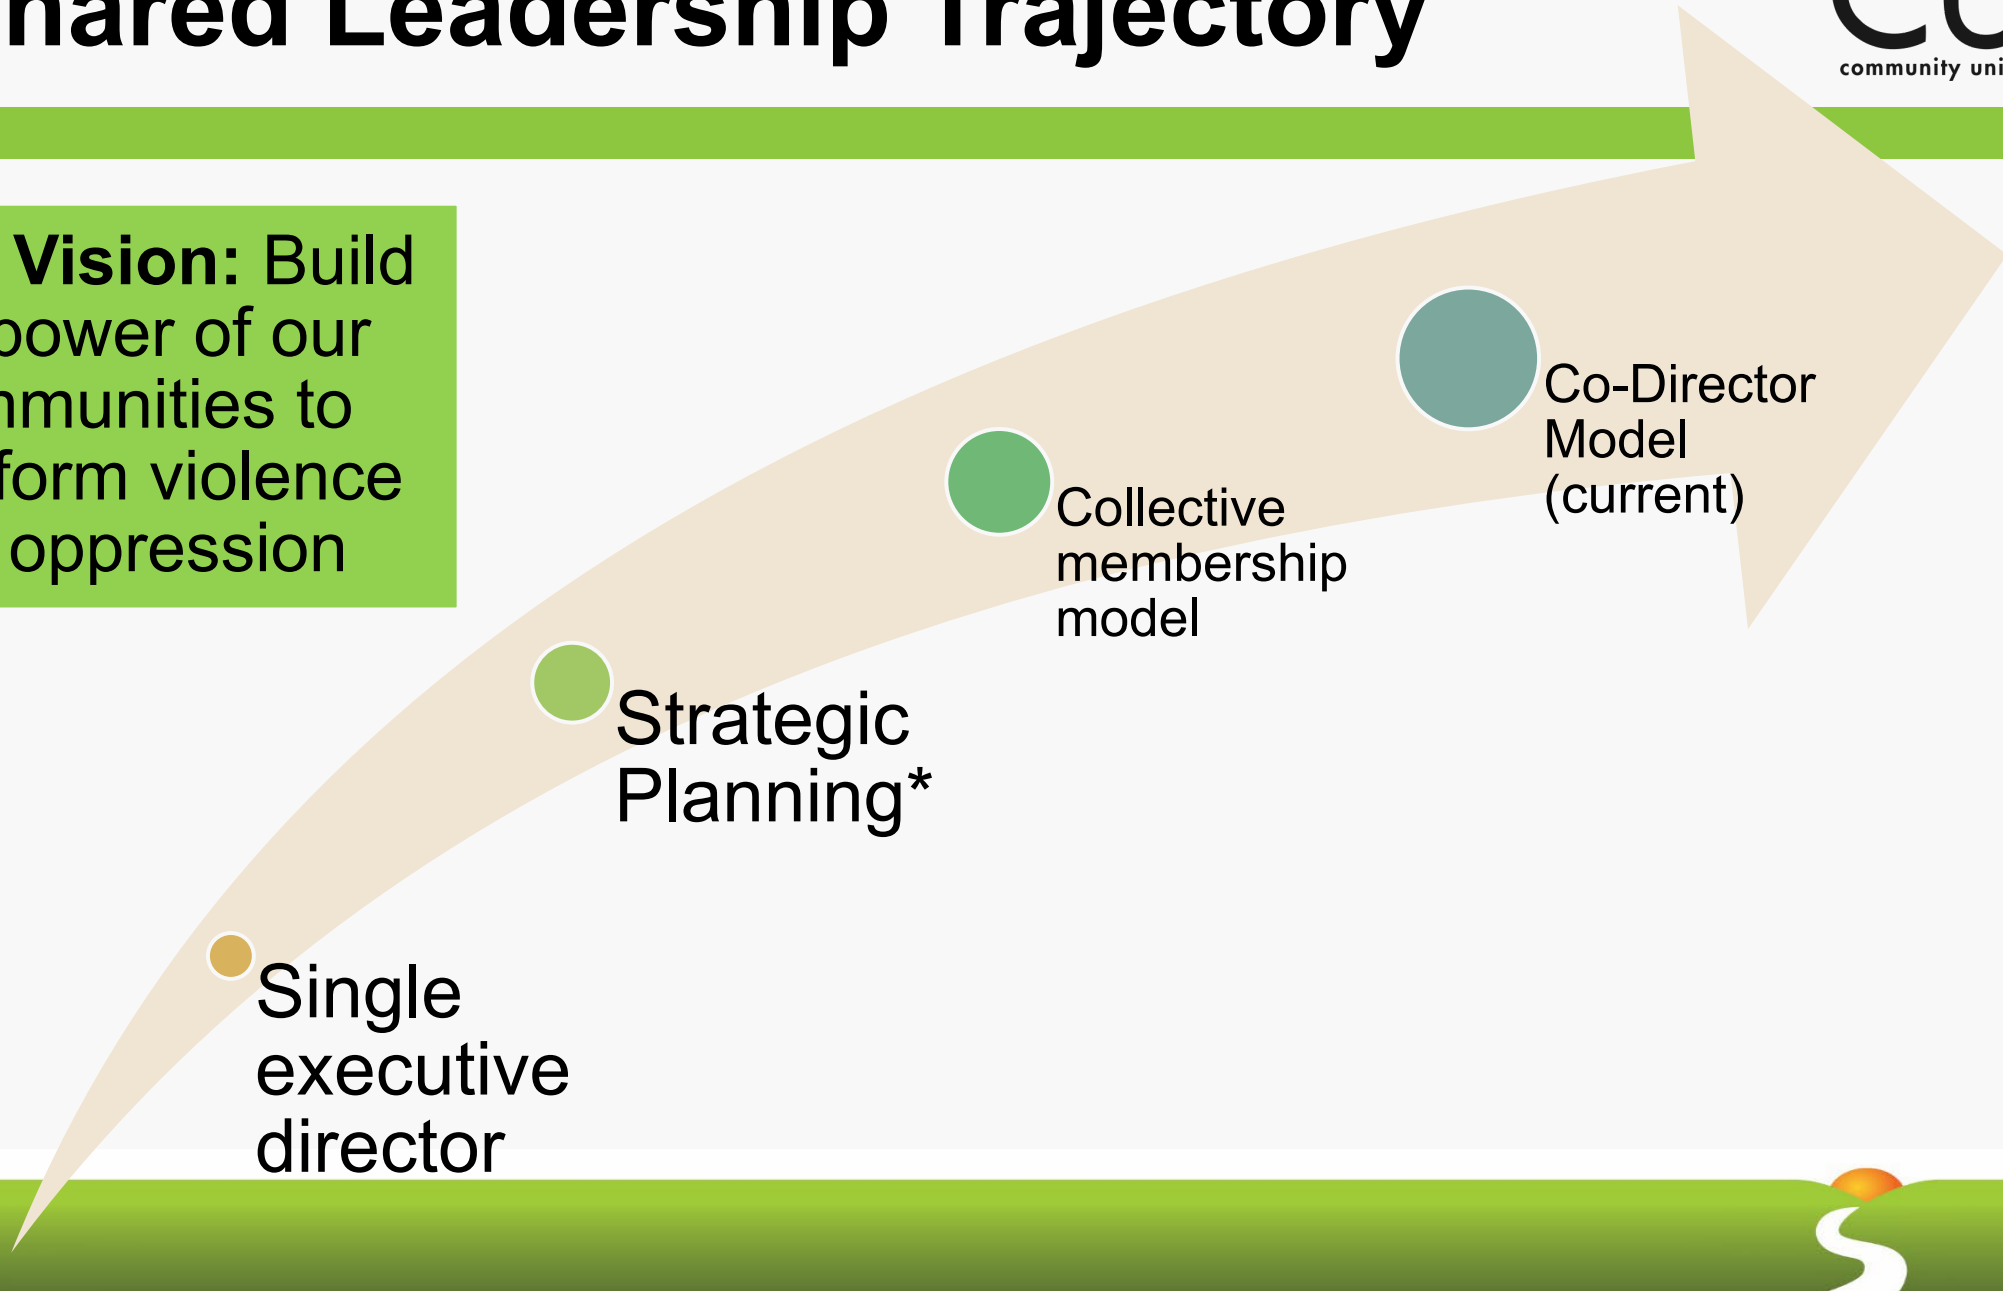 hared Leadership Trajectory
Co
community uni
Vision: Build
power of our
mmunities to
form violence
oppression
Co-Director
Model
(current)
Collective
membership
model
Strategic
Planning*
Single
executive
director